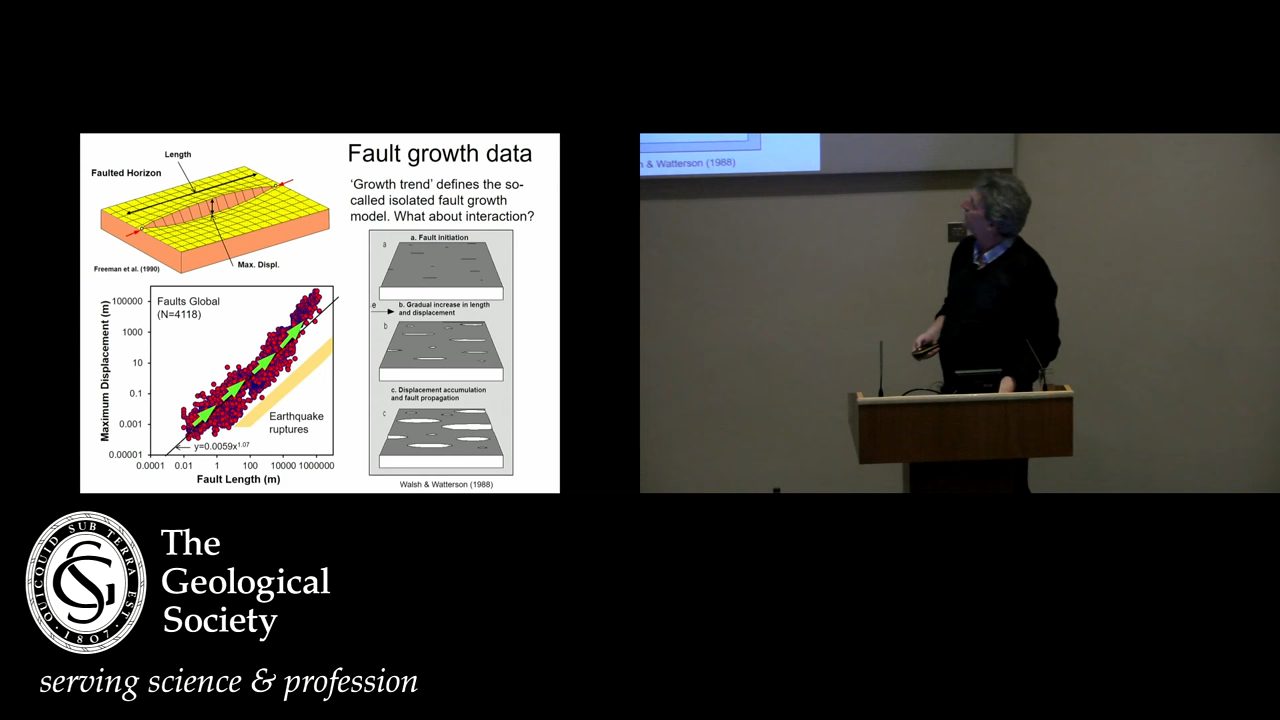 Fault growth data
Length
Faulted Horizon
Max. Displ.
Freeman et al. (1990)
‘Growth trend’ defines the so-
called isolated fault growth
model. What about interaction?
Faults Global
(N=4118)
Maximum Displacement (m)
100000
1000
10
0.1
0.001
0.00001
Earthquake
ruptures
y=0.0059x1.07
0.0001 0.01 1 100 10000 1000000
Fault Length (m)
a. Fault initiation
a
e
b. Gradual increase in length
and displacement
b
c. Displacement accumulation
and fault propagation
c
Walsh & Watterson (1988)
& Watterson (1988)
QUICQUID SUB TERRA EST
1807
GS
The
Geological
Society
serving science & profession